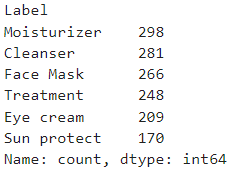 Label
Moisturizer    298
Cleanser       281
Face Mask      266
Treatment      248
Eye cream      209
Sun protect    170
Name: count, dtype: int64